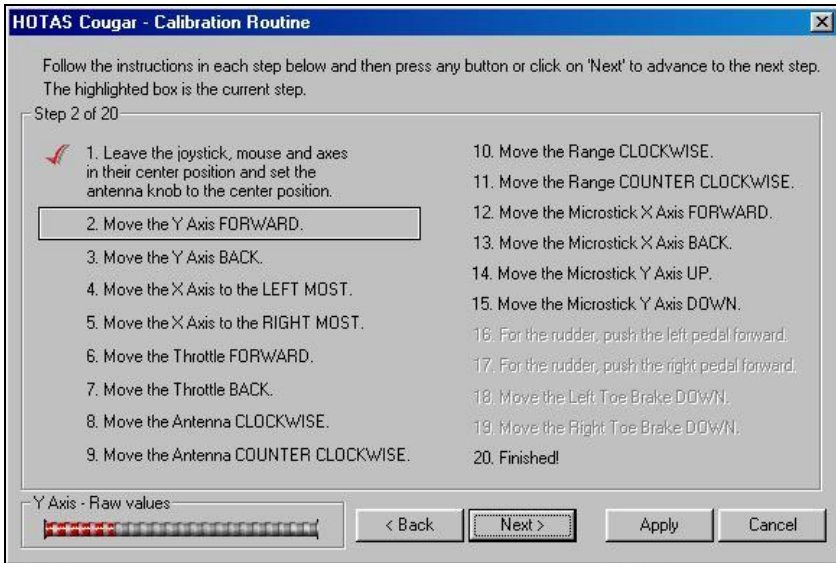 HOTAS Cougar - Calibration Routine
Follow the instructions in each step below and then press any button or click on 'Next' to advance to the next step.
The highlighted box is the current step.
Step 2 of 20
1. Leave the joystick, mouse and axes
in their center position and set the
antenna knob to the center position.
2. Move the Y Axis FORWARD.
3. Move the Y Axis BACK.
4. Move the X Axis to the LEFT MOST.
5. Move the X Axis to the RIGHT MOST.
6. Move the Throttle FORWARD.
7. Move the Throttle BACK.
8. Move the Antenna CLOCKWISE.
9. Move the Antenna COUNTER CLOCKWISE.
10. Move the Range CLOCKWISE.
11. Move the Range COUNTER CLOCKWISE.
12. Move the Microstick X Axis FORWARD.
13. Move the Microstick X Axis BACK.
14. Move the Microstick Y Axis UP.
15. Move the Microstick Y Axis DOWN.
16. For the rudder, push the left pedal forward.
17. For the rudder, push the right pedal forward.
18. Move the Left Toe Brake DOWN.
19. Move the Right Toe Brake DOWN.
20. Finished!
Y Axis - Raw values
< Back
Next >
Apply
Cancel